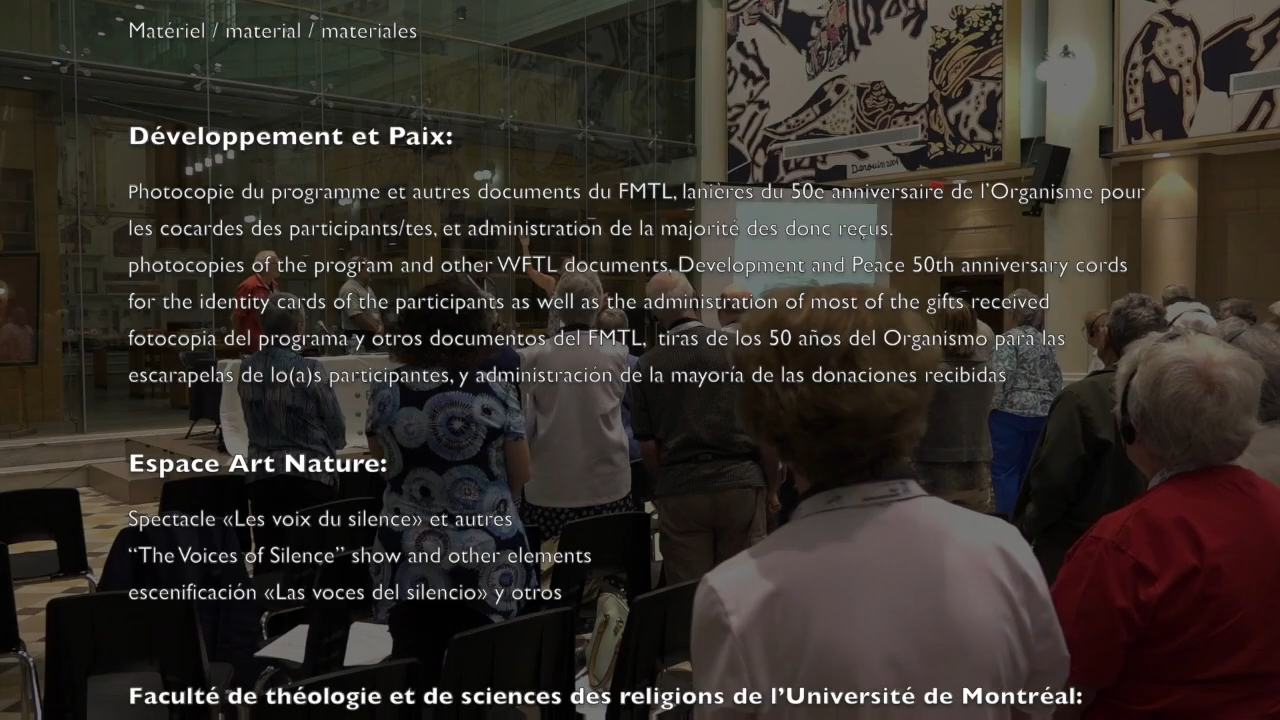 Matériel / material / materiales
Développement et Paix:
Photocopie du programme et autres documents du FMTL, lanières du 50e anniversaire de l'Organisme pour
les cocardes des participants/tes, et administration de la majorité des donc reçus.
photocopies of the program and other WFTL documents, Development and Peace 50th anniversary cords
for the identity cards of the participants as well as the administration of most of the gifts received
fotocopia del programa y otros documentos del FMTL, tiras de los 50 años del Organismo para las
escarapelas de lo(a)s participantes, y administración de la mayoría de las donaciones recibidas
Espace Art Nature:
Spectacle «Les voix du silence» et autres
“The Voices of Silence” show and other elements
escenificación «Las voces del silencio» y otros
Faculté de théologie et de sciences des religions de l’Université de Montréal: